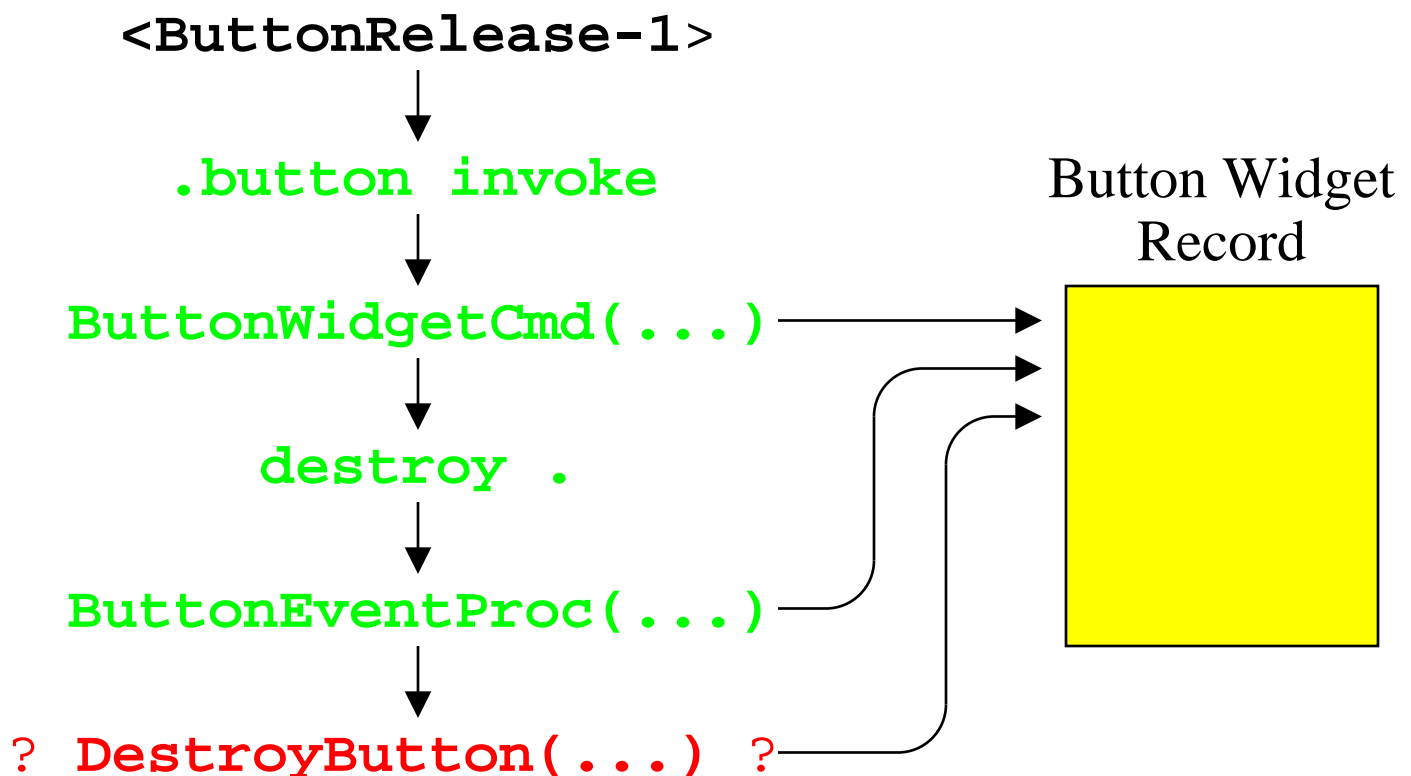 <ButtonRelease-1>
.button invoke
Button Widget
Record
ButtonWidgetCmd(...)
destroy .
ButtonEventProc(...)
? DestroyButton(...) ?